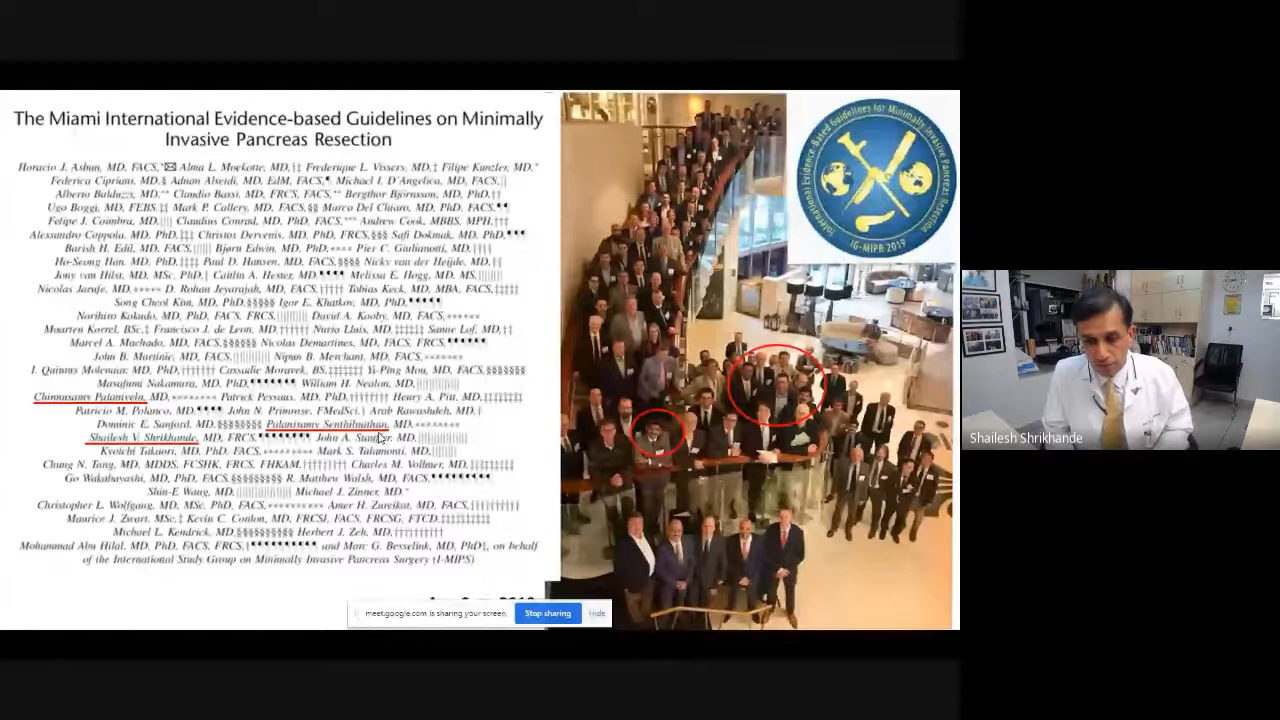 The Miami International Evidence-based Guidelines on Minimally
Invasive Pancreas Resection
Horacio J. Asbun, MD, FACS,*✉ Alma L. Moekotte, MD,†† Frederique L. Vissers, MD,‡ Filipe Kunzler, MD,*
Federica Cipriani, MD,§ Adnan Alseidi, MD, EdM, FACS,¶ Michael I. D'Angelica, MD, FACS,||
Alberto Balduzzi, MD,** Claudio Bassi, MD, FRCS, FACS,** Bergthor Björnsson, MD, PhD,††
Ugo Boggi, MD, FEBS,‡‡ Mark P. Callery, MD, FACS,§§ Marco Del Chiaro, MD, PhD, FACS,¶¶
Felipe J. Coimbra, MD,|||| Claudius Conrad, MD, PhD, FACS,*** Andrew Cook, MBBS, MPH,†††
Alessandro Coppola, MD, PhD,‡‡‡ Christos Dervenis, MD, PhD, FRCS,§§§ Safi Dokmak, MD, PhD,¶¶¶
Barish H. Edil, MD, FACS,|||||| Bjørn Edwin, MD, PhD,**** Pier C. Giulianotti, MD,††††
Ho-Seong Han, MD, PhD,‡‡‡‡ Paul D. Hansen, MD, FACS,§§§§ Nicky van der Heijde, MD,††
Jony van Hilst, MD, MSc, PhD,‡ Caitlin A. Hester, MD,¶¶¶¶ Melissa E. Hogg, MD, MS,||||||||
Nicolas Jarufe, MD,***** D. Rohan Jeyarajah, MD, FACS,††††† Tobias Keck, MD, MBA, FACS,‡‡‡‡‡
Song Cheol Kim, MD, PhD,§§§§§ Igor E. Khatkov, MD, PhD,¶¶¶¶¶
Norihiro Kokudo, MD, PhD, FACS, FRCS,|||||||||| David A. Kooby, MD, FACS,******
Maarten Korrel, BSc,‡ Francisco J. de Leon, MD,†††††† Nuria Lluis, MD,‡‡‡‡‡‡ Sanne Lof, MD,††
Marcel A. Machado, MD, FACS,§§§§§§ Nicolas Demartines, MD, FACS, FRCS,¶¶¶¶¶¶
John B. Martinie, MD, FACS,|||||||||||| Nipun B. Merchant, MD, FACS,*******
I. Quintus Molenaar, MD, PhD,††††††† Cassadie Moravek, BS,‡‡‡‡‡‡‡ Yi-Ping Mou, MD, FACS,§§§§§§§
Masafumi Nakamura, MD, PhD,¶¶¶¶¶¶¶ William H. Nealon, MD,||||||||||||||
Chinnusamy Palanivelu, MD,******** Patrick Pessaux, MD, PhD,†††††††† Henry A. Pitt, MD,‡‡‡‡‡‡‡‡
Patricio M. Polanco, MD,¶¶¶¶ John N. Primrose, FMedSci,† Arab Rawashdeh, MD,†
Dominic E. Sanford, MD,§§§§§§§§ Palanisamy Senthilnathan, MD,********
Shailesh V. Shrikhande, MD, FRCS,¶¶¶¶¶¶¶¶ John A. MD,||||||||||||||||
Kyoichi Takaori, MD, PhD, FACS,********* Mark S. Talamonti, MD,||||||||
Chung N. Tang, MD, MDDS, FCSHK, FRCS, FHKAM,††††††††† Charles M. Vollmer, MD,‡‡‡‡‡‡‡‡‡
Go Wakabayashi, MD, PhD, FACS,§§§§§§§§§ R. Matthew Walsh, MD, FACS,¶¶¶¶¶¶¶¶¶
Shin-E Wang, MD,|||||||||||||||||| Michael J. Zinner, MD,*
Christopher L. Wolfgang, MD, MSc, PhD, FACS,********** Amer H. Zureikat, MD, FACS,††††††††††
Maurice J. Zwart, MSc,‡ Kevin C. Conlon, MD, FRCSI, FACS, FRCSG, FTCD,‡‡‡‡‡‡‡‡‡‡
Michael L. Kendrick, MD,§§§§§§§§§§ Herbert J. Zeh, MD,††††††††††
Mohammad Abu Hilal, MD, PhD, FACS, FRCS,†¶¶¶¶¶¶¶¶¶¶ and Marc G. Besselink, MD, PhD‡, on behalf
of the International Study Group on Minimally Invasive Pancreas Surgery (I-MIPS)
meet.google.com is sharing your screen.
Stop sharing
Hide
International Evidence-Based Guidelines for Minimally Invasive Pancreas Resection
IG-MIPR 2019
Shailesh Shrikhande